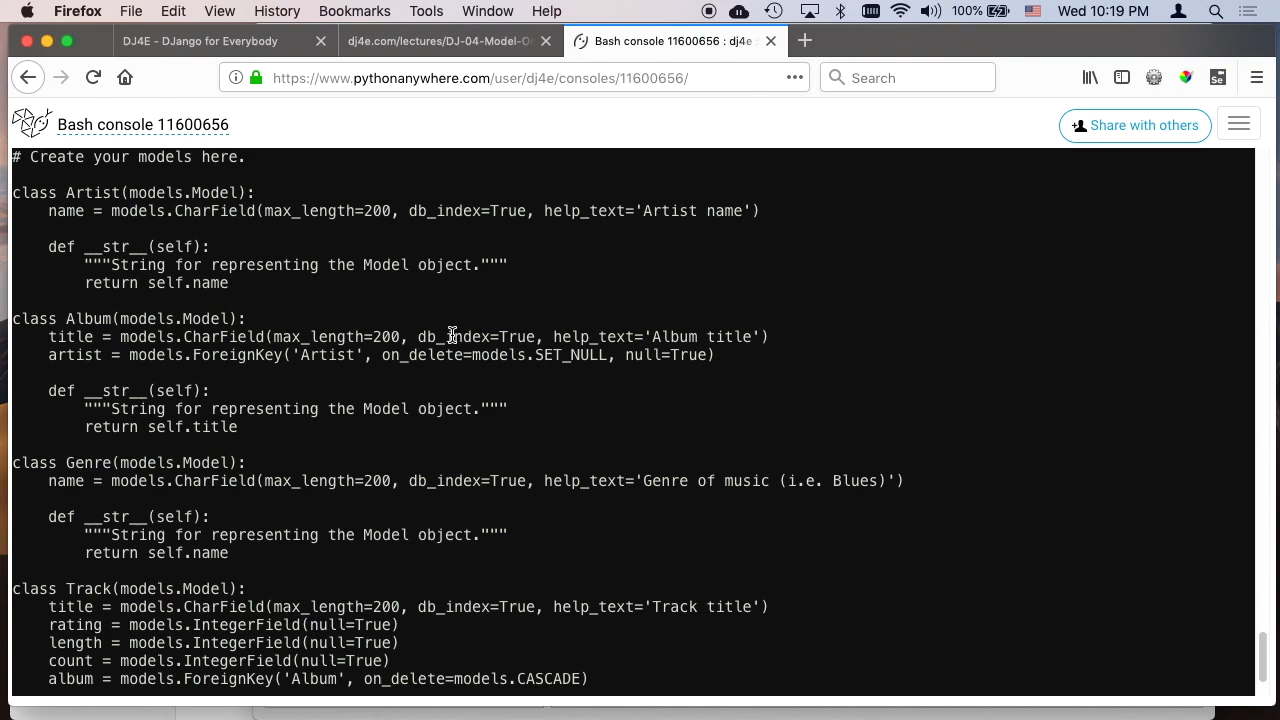 Firefox File Edit View History Bookmarks Tools Window Help 100% Wed 10:19 PM
DJ4E - DJango for Everybody dj4e.com/lectures/DJ-04-Model-O Bash console 11600656 : dj4e :
https://www.pythonanywhere.com/user/dj4e/consoles/11600656/ Search Se
Bash console 11600656 Share with others
# Create your models here.
class Artist(models.Model):
    name = models.CharField(max_length=200, db_index=True, help_text='Artist name')
    def __str__(self):
        """String for representing the Model object."""
        return self.name
class Album(models.Model):
    title = models.CharField(max_length=200, db_index=True, help_text='Album title')
    artist = models.ForeignKey('Artist', on_delete=models.SET_NULL, null=True)
    def __str__(self):
        """String for representing the Model object."""
        return self.title
class Genre(models.Model):
    name = models.CharField(max_length=200, db_index=True, help_text='Genre of music (i.e. Blues)')
    def __str__(self):
        """String for representing the Model object."""
        return self.name
class Track(models.Model):
    title = models.CharField(max_length=200, db_index=True, help_text='Track title')
    rating = models.IntegerField(null=True)
    length = models.IntegerField(null=True)
    count = models.IntegerField(null=True)
    album = models.ForeignKey('Album', on_delete=models.CASCADE)